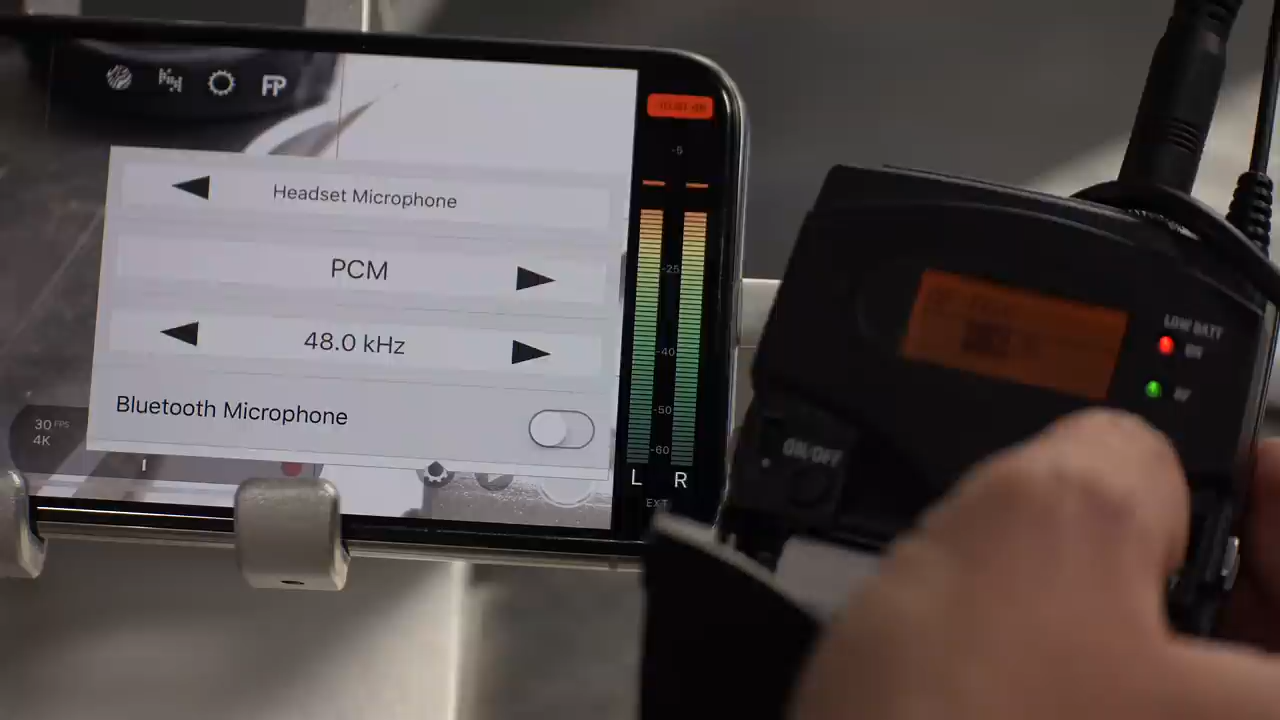 FP
Headset Microphone
PCM
48.0 kHz
Bluetooth Microphone
30 FPS
4K
-5
-25
-40
-50
-60
L R
EXT
LOW BATT
RF
ON/OFF